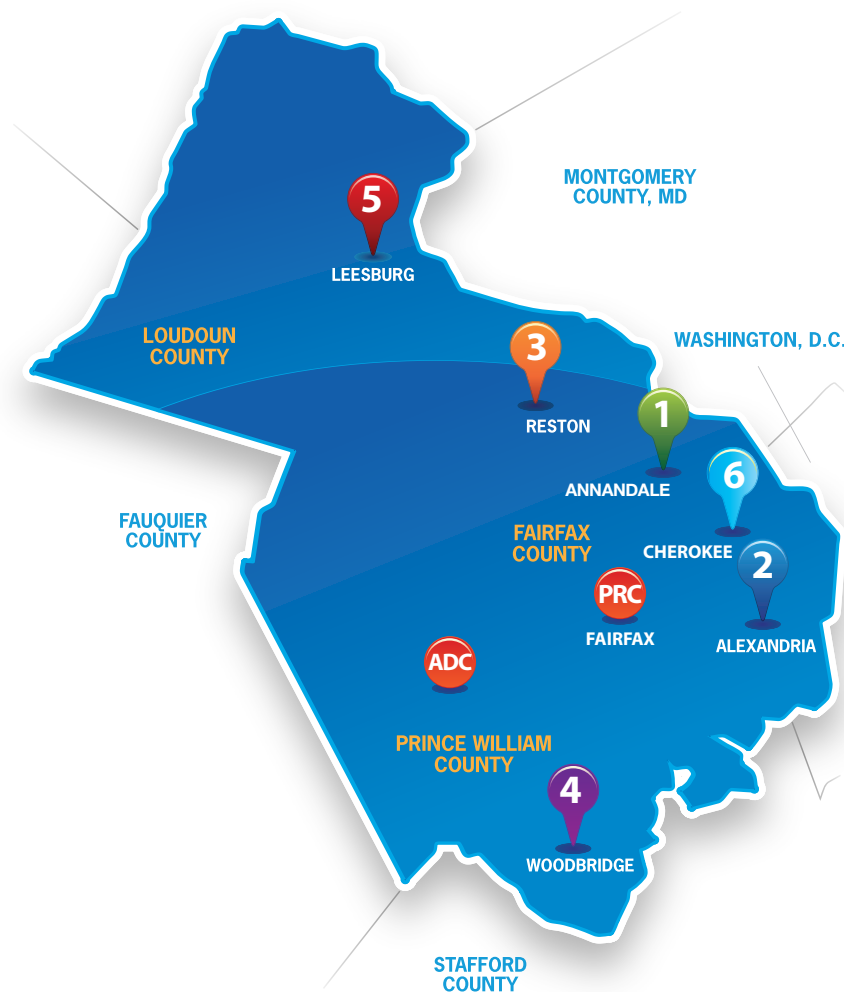 MONTGOMERY
COUNTY, MD
5
LEESBURG
LOUDOUN
COUNTY
3
WASHINGTON, D.C.
RESTON
1
ANNANDALE
6
FAUQUIER
COUNTY
FAIRFAX
COUNTY
CHEROKEE
2
PRC
FAIRFAX
ALEXANDRIA
ADC
PRINCE WILLIAM
COUNTY
4
WOODBRIDGE
STAFFORD
COUNTY